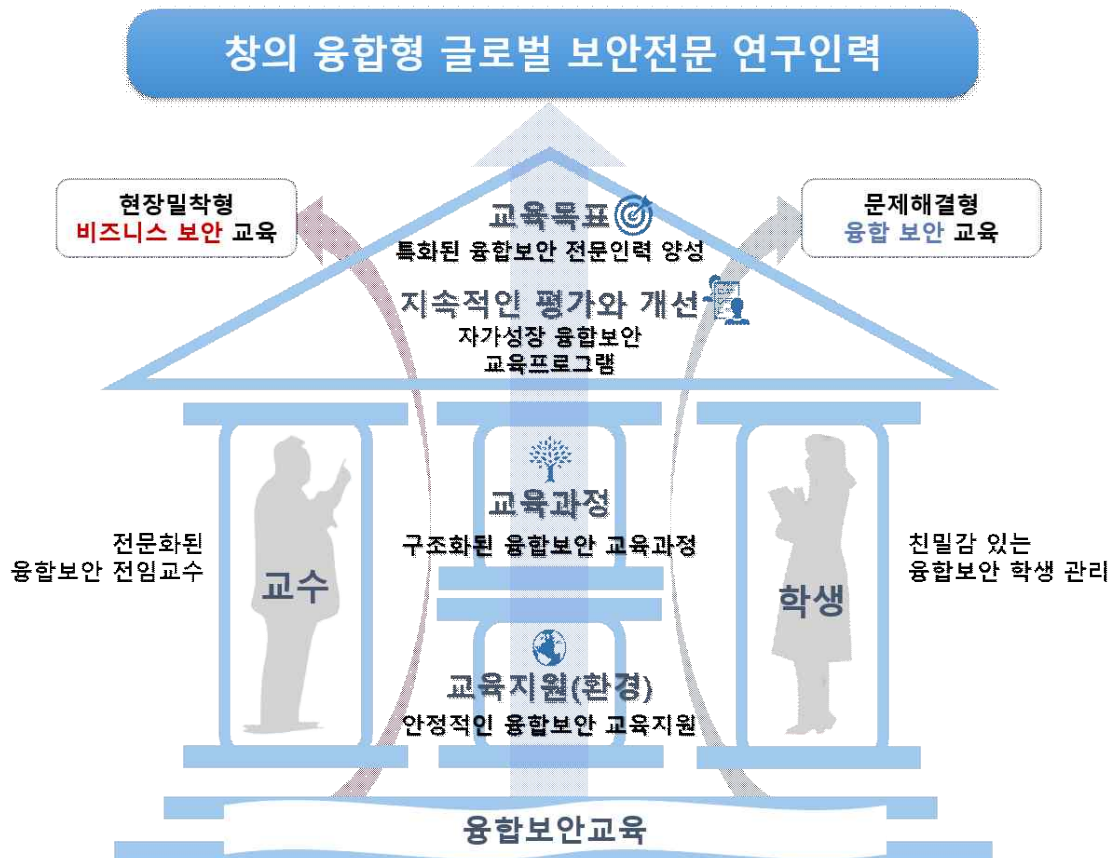 창의 융합형 글로벌 보안전문 연구인력
현장밀착형
비즈니스 보안 교육
문제해결형
융합 보안 교육
교육목표
특화된 융합보안 전문인력 양성
지속적인 평가와 개선
자가성장 융합보안
교육프로그램
전문화된
융합보안 전임교수
교수
교육과정
구조화된 융합보안 교육과정
교육지원(환경)
안정적인 융합보안 교육지원
학생
친밀감 있는
융합보안 학생 관리
융합보안교육